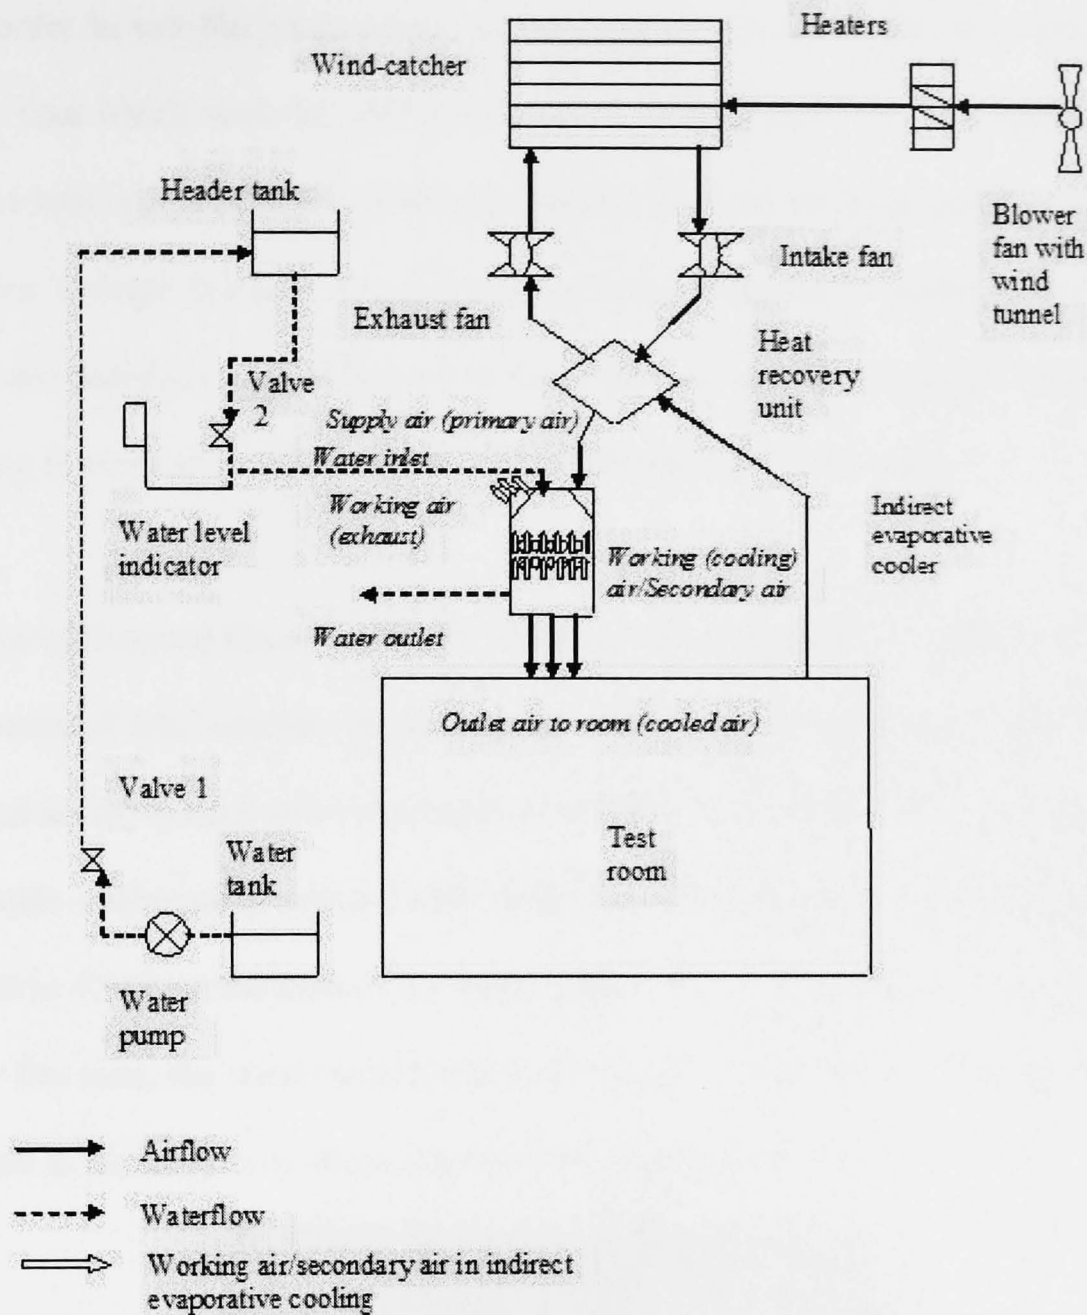 Heaters
Wind-catcher
Header tank
Blower
fan with
wind
tunnel
Intake fan
Exhaust fan
Heat
recovery
unit
Valve
2
Supply air (primary air)
Water inlet
Working air
(exhaust)
Indirect
evaporative
cooler
Water level
indicator
Working (cooling)
air/Secondary air
Water outlet
Outlet air to room (cooled air)
Valve 1
Water
tank
Test
room
Water
pump
Airflow
Waterflow
Working air/secondary air in indirect
evaporative cooling